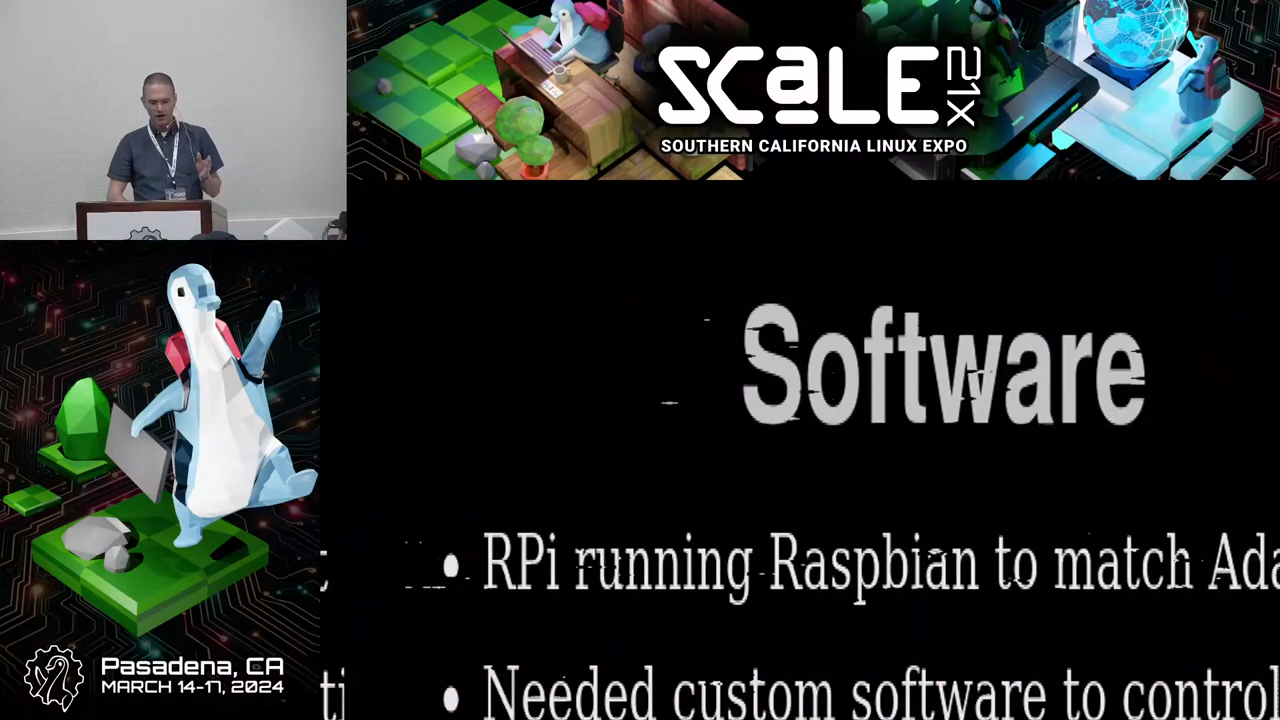 SCaLE 21X
SOUTHERN CALIFORNIA LINUX EXPO
Software
• RPi running Raspbian to match Ada
• Needed custom software to control
Pasadena, CA
MARCH 14-17, 2024